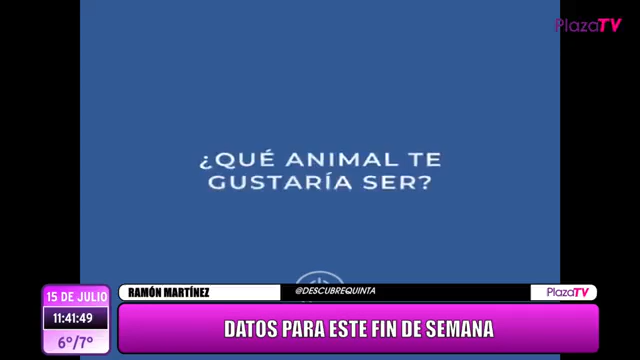 PlazaTV
¿QUÉ ANIMAL TE
GUSTARÍA SER?
15 DE JULIO
11:41:49
6°/7°
RAMÓN MARTÍNEZ
@DESCUBREQUINTA
PlazaTV
DATOS PARA ESTE FIN DE SEMANA